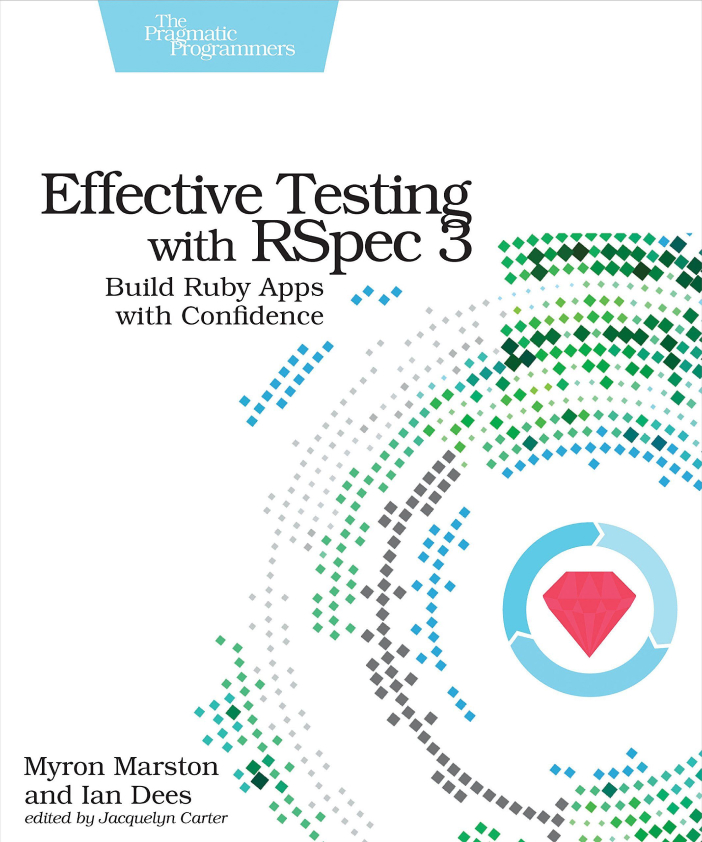 The
Pragmatic
Programmers
Effective Testing
with RSpec 3
Build Ruby Apps
with Confidence
Myron Marston
and Ian Dees
edited by Jacquelyn Carter